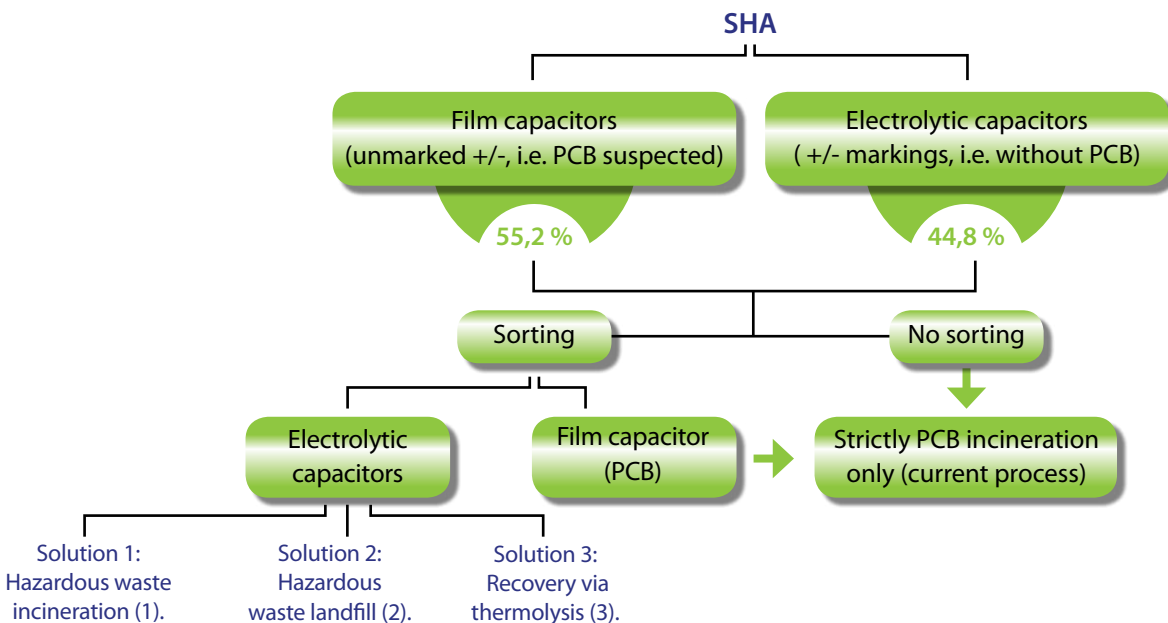 SHA
Film capacitors
(unmarked +/-, i.e. PCB suspected)
Electrolytic capacitors
( +/- markings, i.e. without PCB)
55,2 %
44,8 %
Sorting
No sorting
Electrolytic
capacitors
Film capacitor
(PCB)
Strictly PCB incineration
only (current process)
Solution 1:
Hazardous waste
incineration (1).
Solution 2:
Hazardous
waste landfill (2).
Solution 3:
Recovery via
thermolysis (3).